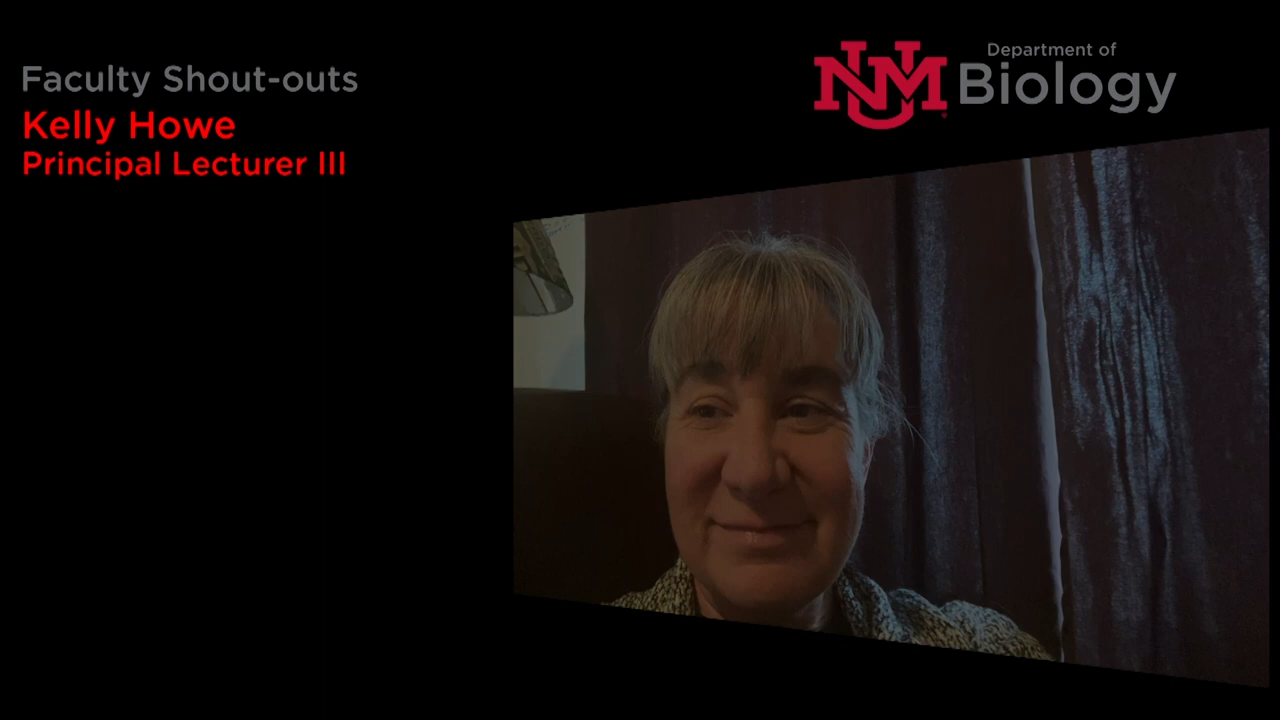 Faculty Shout-outs
Kelly Howe
Principal Lecturer III
UNM
Department of
Biology